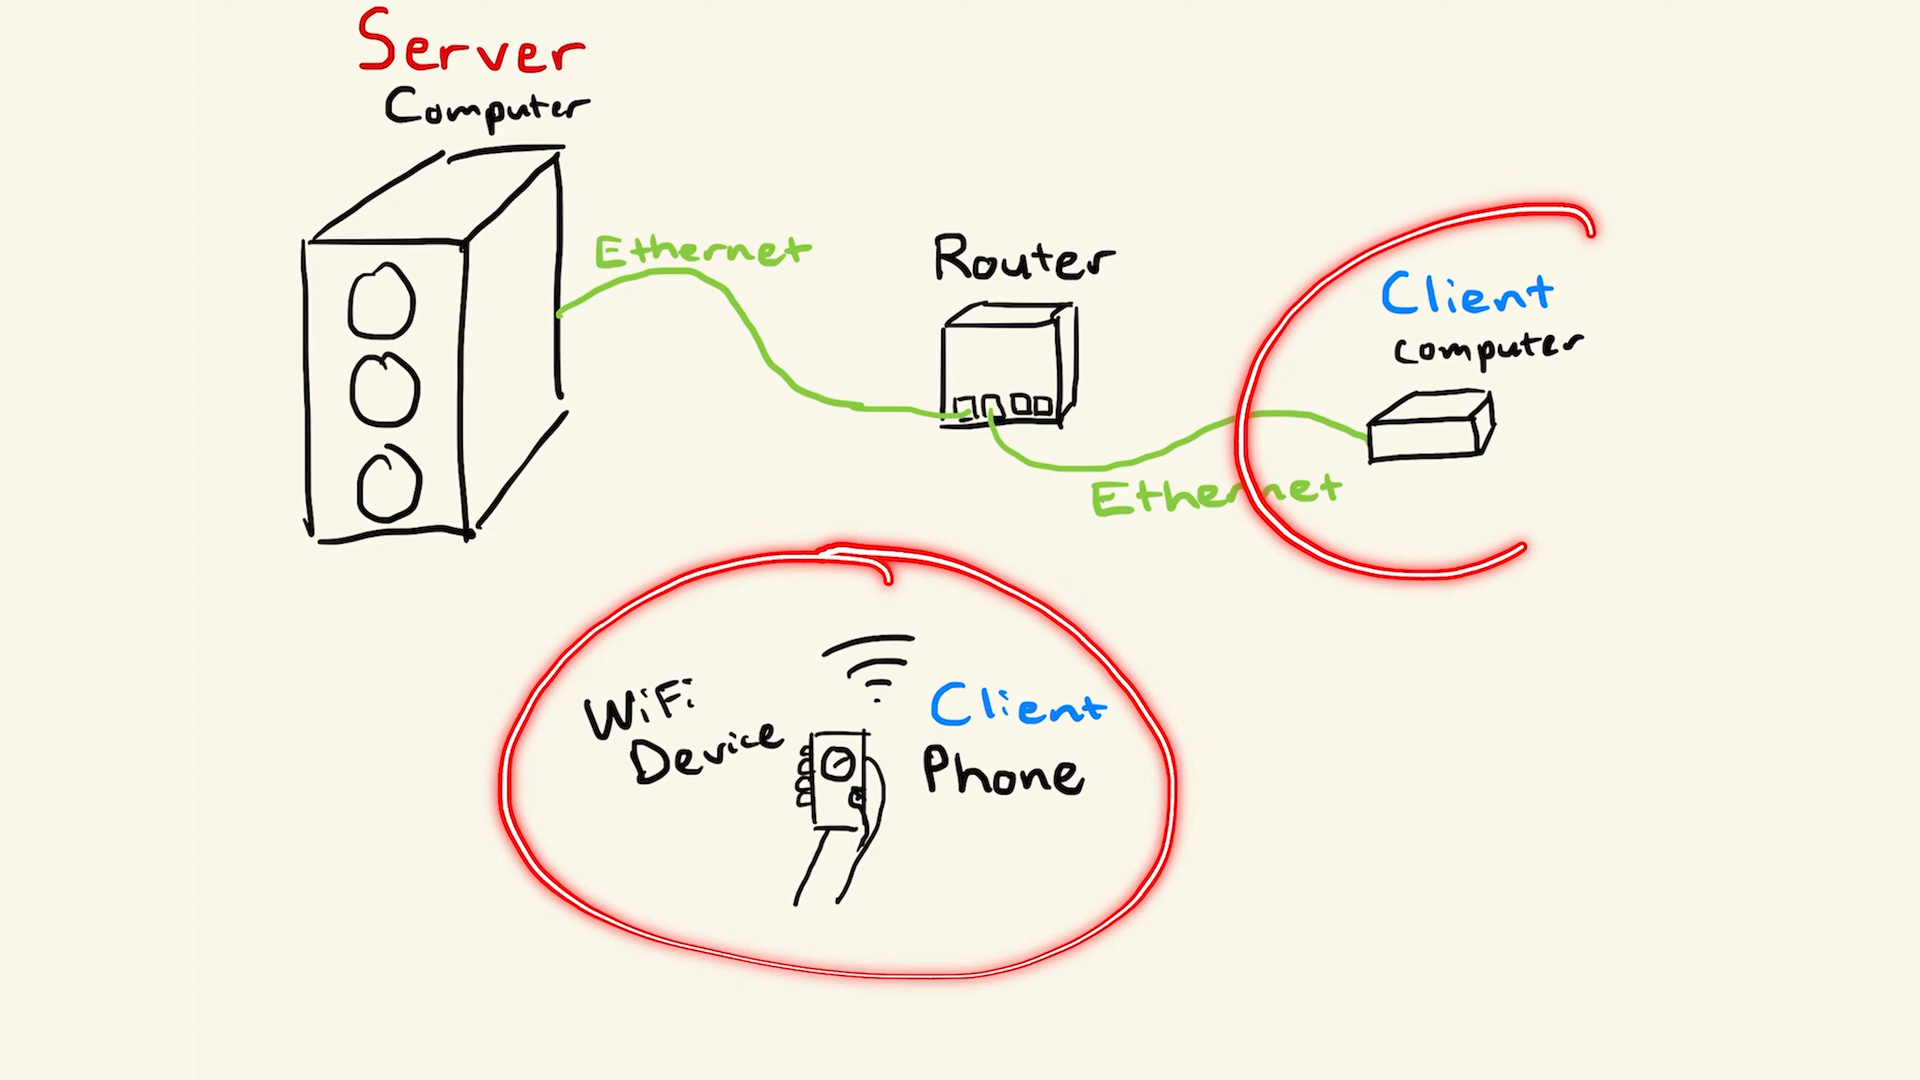 Server
Computer
Ethernet
Router
Client
computer
Ethernet
WiFi
Device
Client
Phone